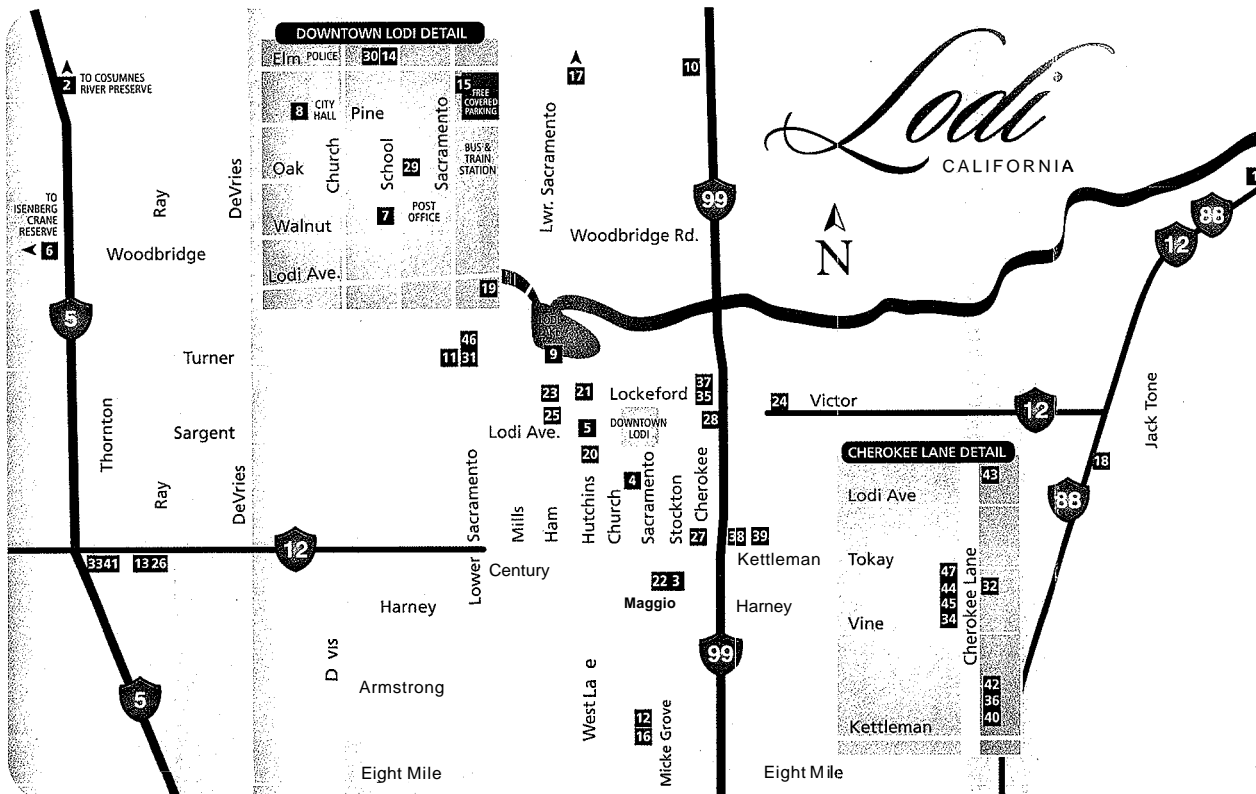 DOWNTOWN LODI DETAIL
Elm
POLICE
30 14
15
FREE
COVERED
PARKING
8
CITY
HALL
Pine
Oak
Church
School
29
Sacramento
BUS &
TRAIN
STATION
Walnut
7
POST
OFFICE
Lodi Ave.
19
2
TO COSUMNES
RIVER PRESERVE
Ray
DeVries
TO
ISENBERG
CRANE
RESERVE
6
Woodbridge
5
Turner
Thornton
Sargent
Ray
DeVries
12
33 41
13 26
Harney
D vis
Armstrong
5
Eight Mile
17
10
Lwr. Sacramento
99
Woodbridge Rd.
N
Lodi
CALIFORNIA
1
88
12
46
11 31
9
23
21
Lockeford
37
35
25
Lodi Ave.
5
DOWNTOWN
LODI
28
20
4
24
Victor
12
Jack Tone
18
88
Lower Sacramento
Mills
Ham
Hutchins
Church
Sacramento
Stockton
Cherokee
27
38 39
Century
Kettleman
22 3
Maggio
Harney
99
West La e
12
16
Micke Grove
Eight Mile
CHEROKEE LANE DETAIL
43
Lodi Ave
Tokay
47
44
45
34
Cherokee Lane
32
Vine
42
36
40
Kettleman